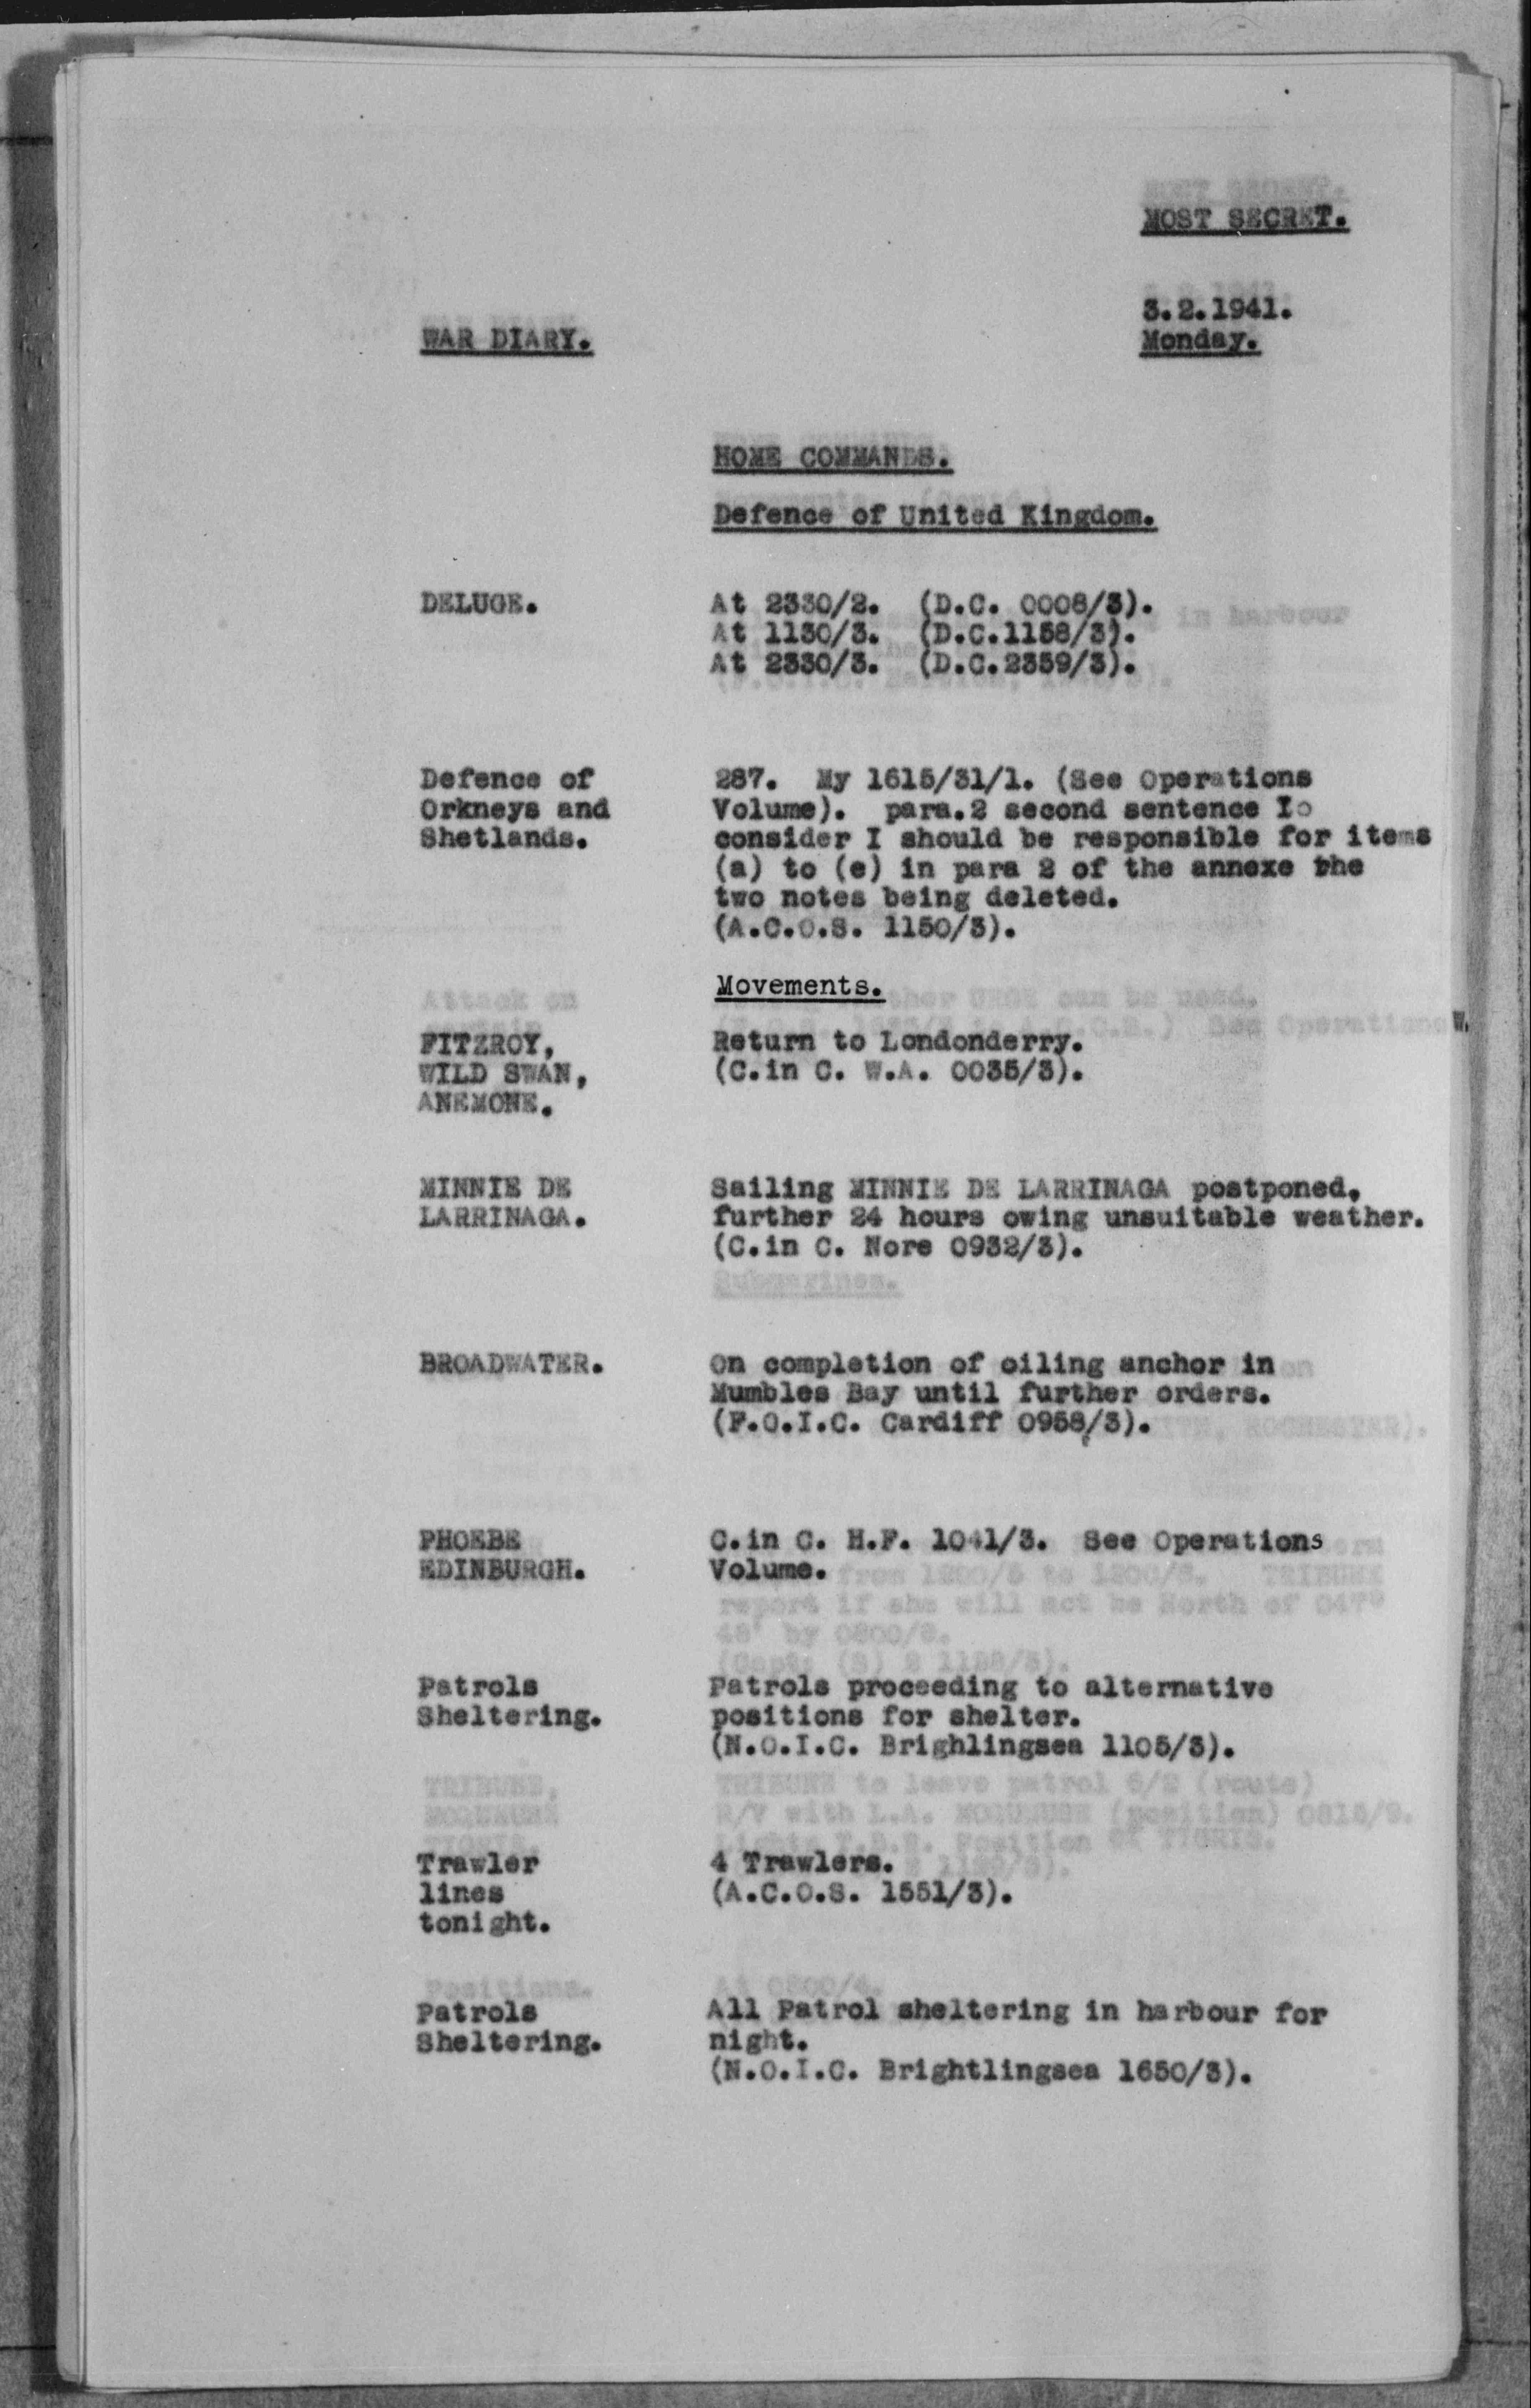 MOST SECRET.
3.2.1941.
WAR DIARY.
Monday.
HOME COMMANDS.
Defence of United Kingdom.
DELUGE. At 2330/2. (D.C. 0008/3).
At 1130/3. (D.C.1158/3).
At 2330/3. (D.C.2359/3).
Defence of 287. My 1615/31/1. (See Operations
Orkneys and Volume). para.2 second sentence I
Shetlands. consider I should be responsible for items
(a) to (e) in para 2 of the annexe the
two notes being deleted.
(A.C.O.S. 1150/3).
Movements.
FITZROY, Return to Londonderry.
WILD SWAN, (C.in C. W.A. 0035/3).
ANEMONE.
MINNIE DE Sailing MINNIE DE LARRINAGA postponed,
LARRINAGA. further 24 hours owing unsuitable weather.
(C.in C. Nore 0932/3).
BROADWATER. On completion of oiling anchor in
Mumbles Bay until further orders.
(F.O.I.C. Cardiff 0958/3).
PHOEBE C.in C. H.F. 1041/3. See Operations
EDINBURGH. Volume.
Patrols Patrols proceeding to alternative
Sheltering. positions for shelter.
(N.O.I.C. Brighlingsea 1105/3).
Trawler 4 Trawlers.
lines (A.C.O.S. 1551/3).
tonight.
Patrols All Patrol sheltering in harbour for
Sheltering. night.
(N.O.I.C. Brightlingsea 1650/3).